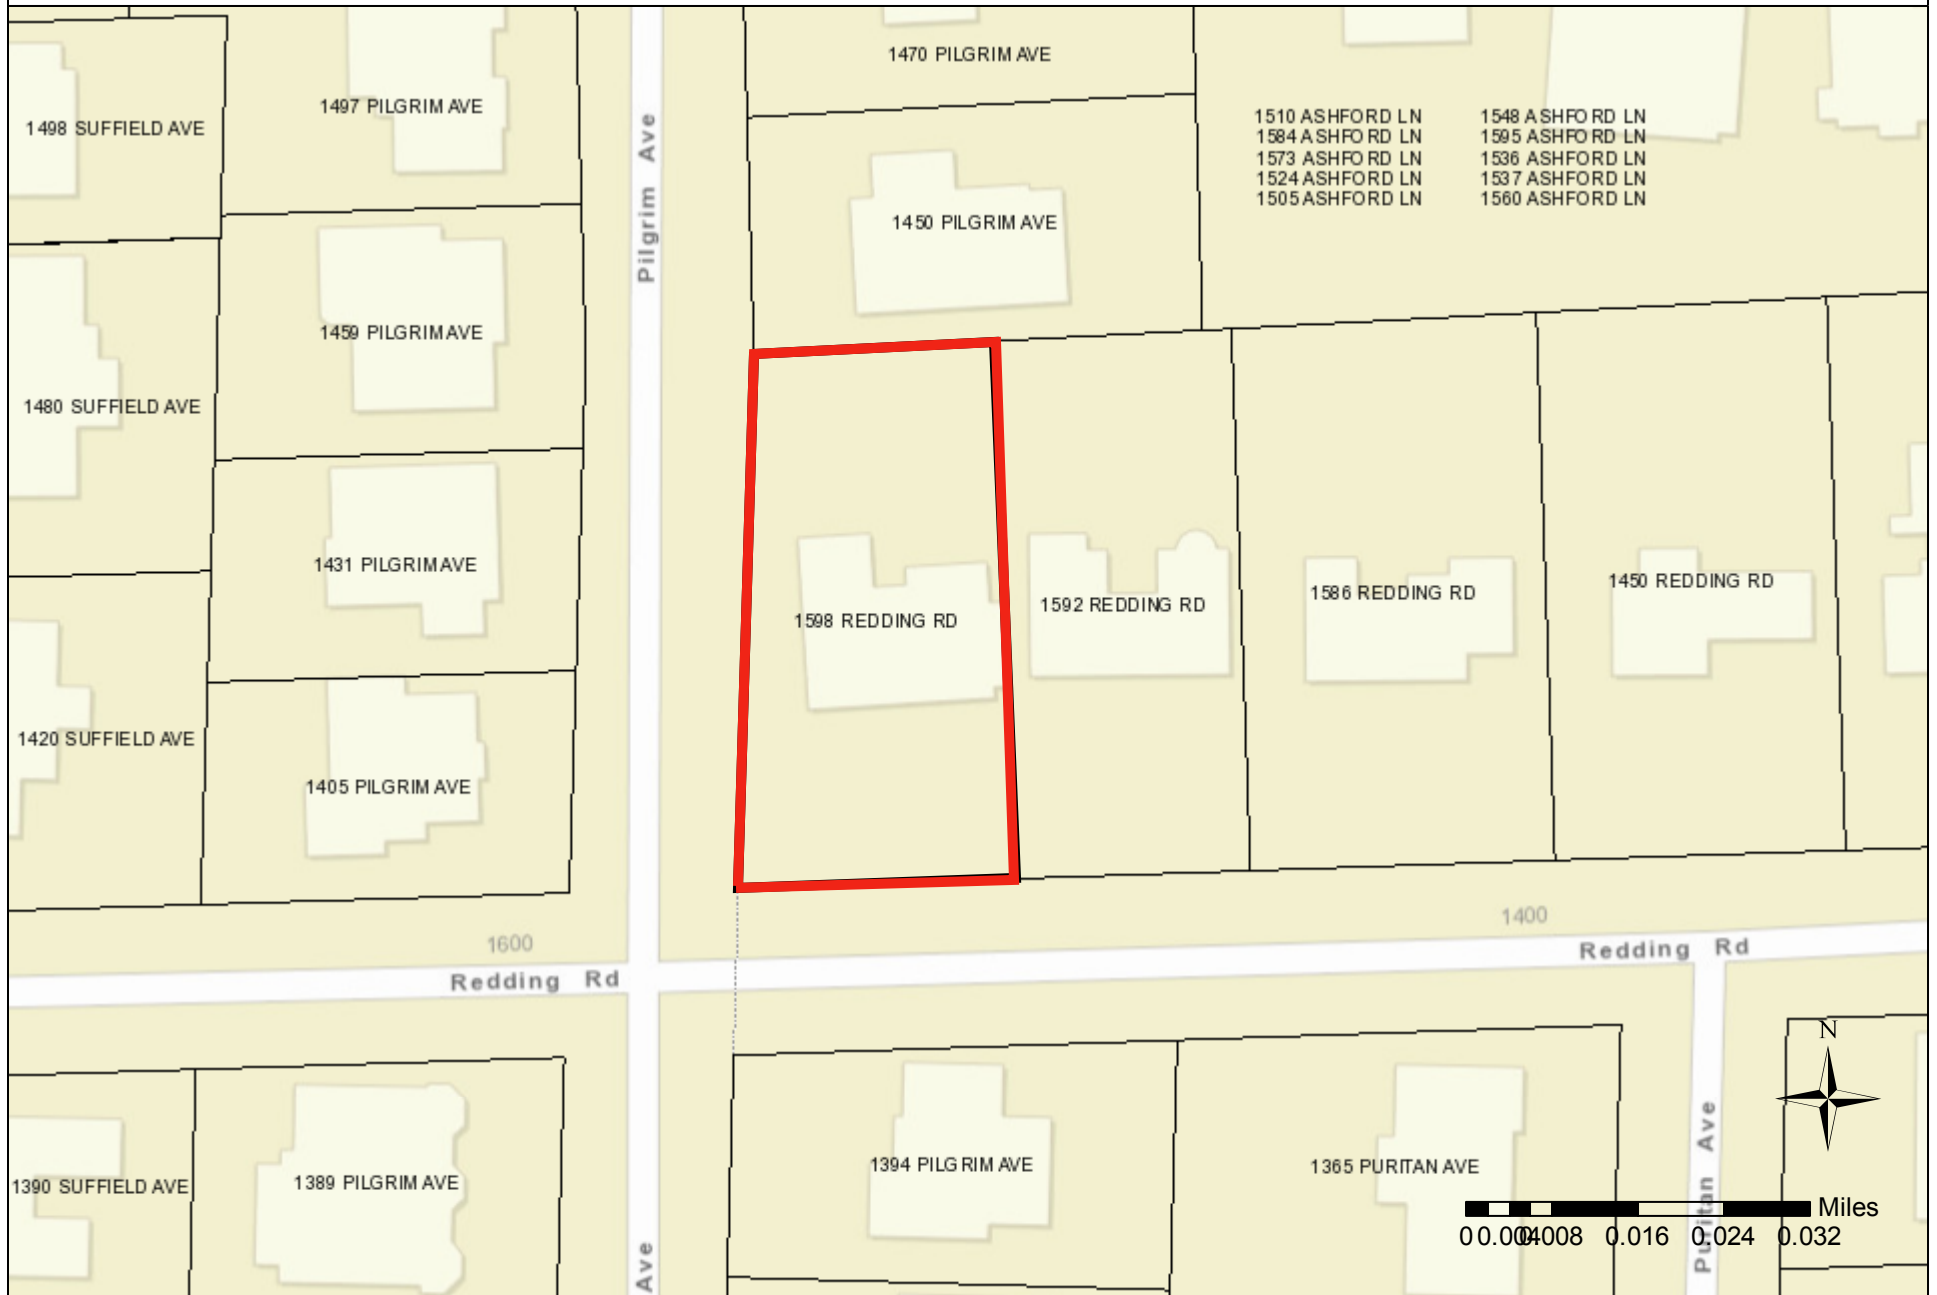 1470 PILGRIM AVE
1497 PILGRIM AVE
1498 SUFFIELD AVE
1510 ASHFORD LN 1548 ASHFORD LN
1584 ASHFORD LN 1595 ASHFORD LN
1573 ASHFORD LN 1536 ASHFORD LN
1524 ASHFORD LN 1537 ASHFORD LN
1505 ASHFORD LN 1560 ASHFORD LN
Pilgrim Ave
1450 PILGRIM AVE
1459 PILGRIM AVE
1480 SUFFIELD AVE
1431 PILGRIM AVE
1598 REDDING RD
1592 REDDING RD
1586 REDDING RD
1450 REDDING RD
1420 SUFFIELD AVE
1405 PILGRIM AVE
1600
1400
Redding Rd
Redding Rd
N
1390 SUFFIELD AVE
1389 PILGRIM AVE
1394 PILGRIM AVE
1365 PURITAN AVE
Puritan Ave
Ave
Miles
0 0.004 0.008 0.016 0.024 0.032